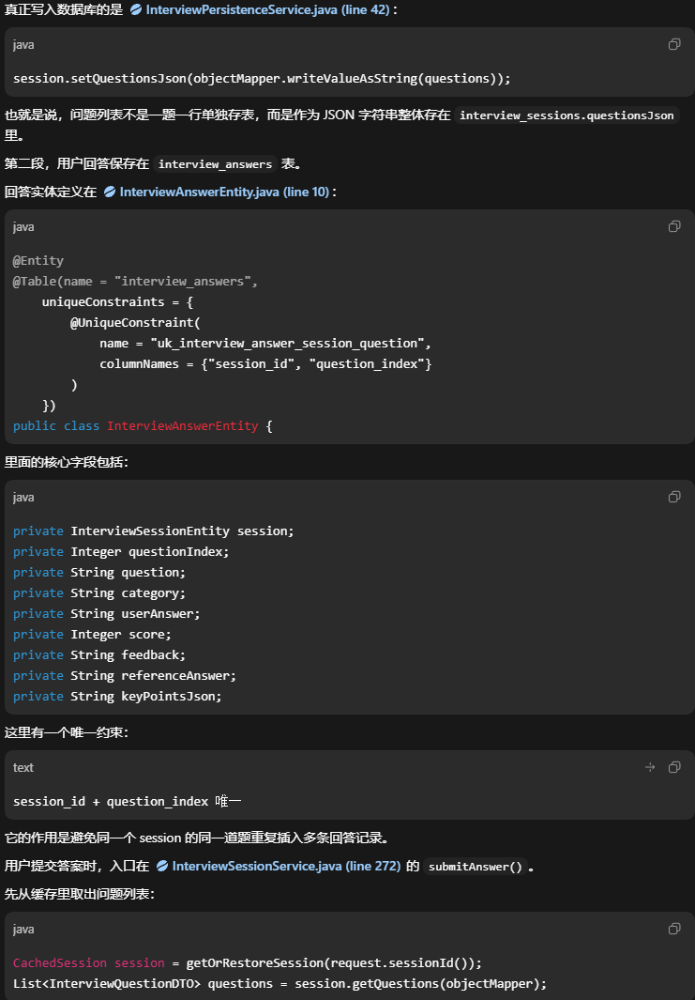 真正写入数据库的是 InterviewPersistenceService.java (line 42)：
java
session.setQuestionsJson(objectMapper.writeValueAsString(questions));
也就是说，问题列表不是一题一行单独存表，而是作为 JSON 字符串整体存在 interview_sessions.questionsJson
里。
第二段，用户回答保存在 interview_answers 表。
回答实体定义在 InterviewAnswerEntity.java (line 10)：
java
@Entity
@Table(name = "interview_answers",
    uniqueConstraints = {
        @UniqueConstraint(
            name = "uk_interview_answer_session_question",
            columnNames = {"session_id", "question_index"}
        )
    })
public class InterviewAnswerEntity {
里面的核心字段包括：
java
private InterviewSessionEntity session;
private Integer questionIndex;
private String question;
private String category;
private String userAnswer;
private Integer score;
private String feedback;
private String referenceAnswer;
private String keyPointsJson;
这里有一个唯一约束：
text
session_id + question_index 唯一
它的作用是避免同一个 session 的同一道题重复插入多条回答记录。
用户提交答案时，入口在 InterviewSessionService.java (line 272) 的 submitAnswer()。
先从缓存里取出问题列表：
java
CachedSession session = getOrRestoreSession(request.sessionId());
List<InterviewQuestionDTO> questions = session.getQuestions(objectMapper);